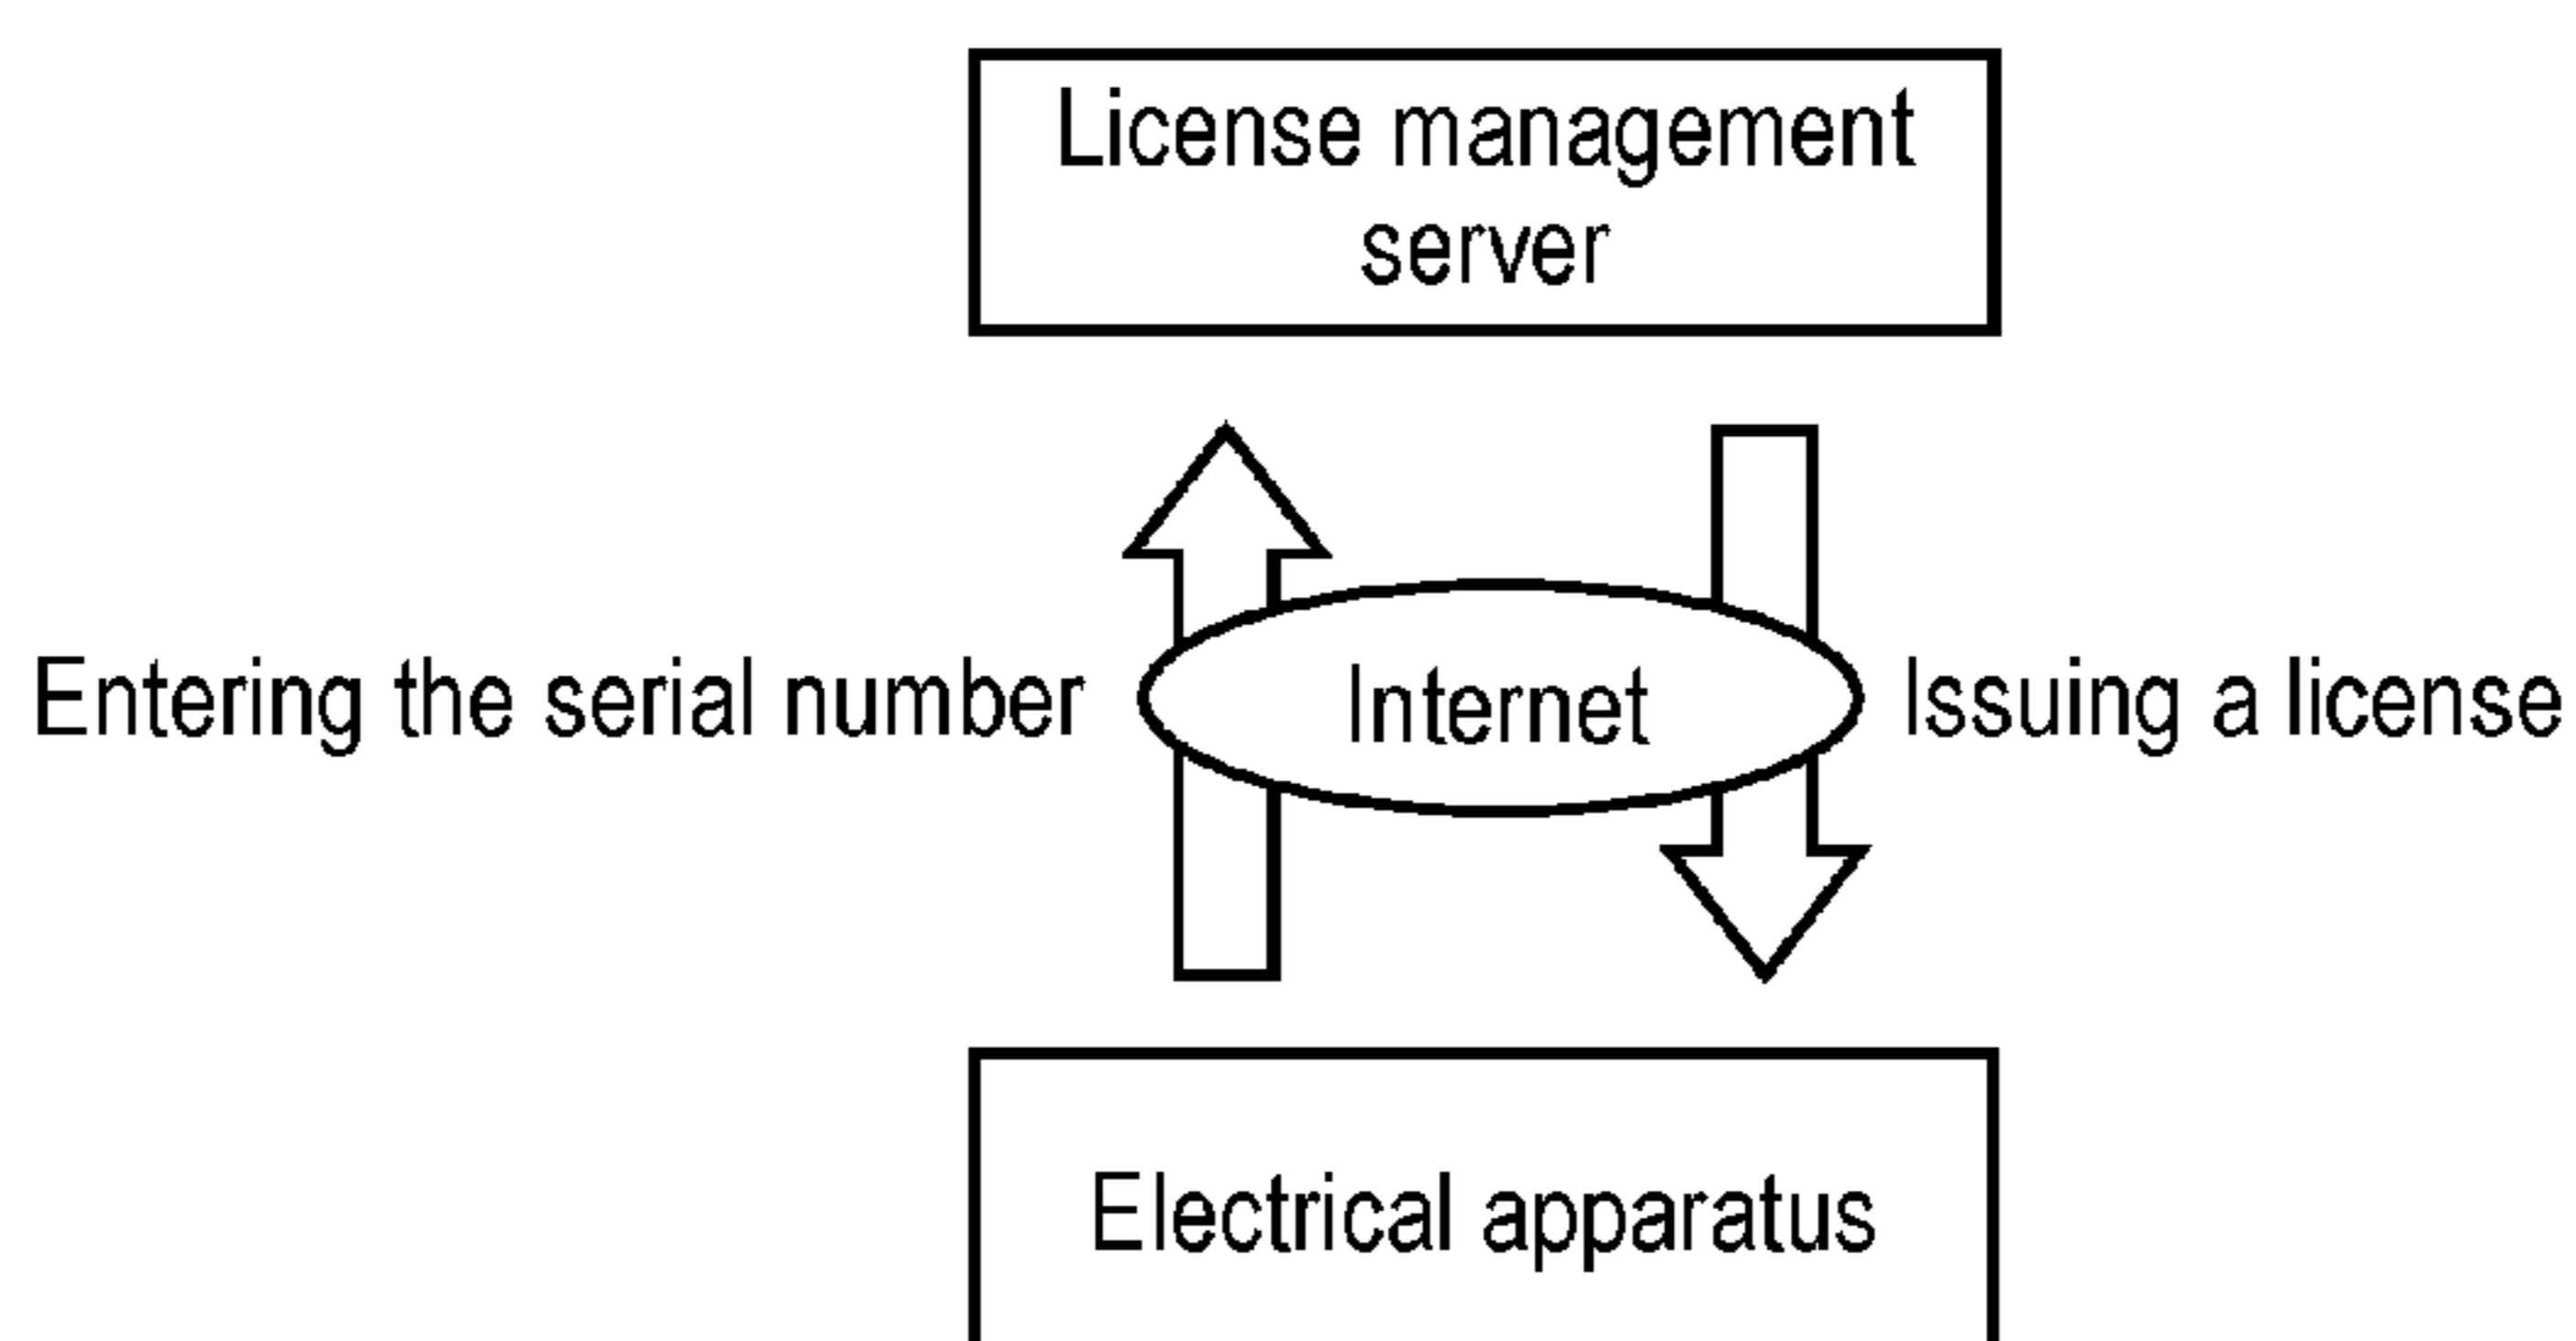 License management
server
Entering the serial number
Internet
Issuing a license
Electrical apparatus